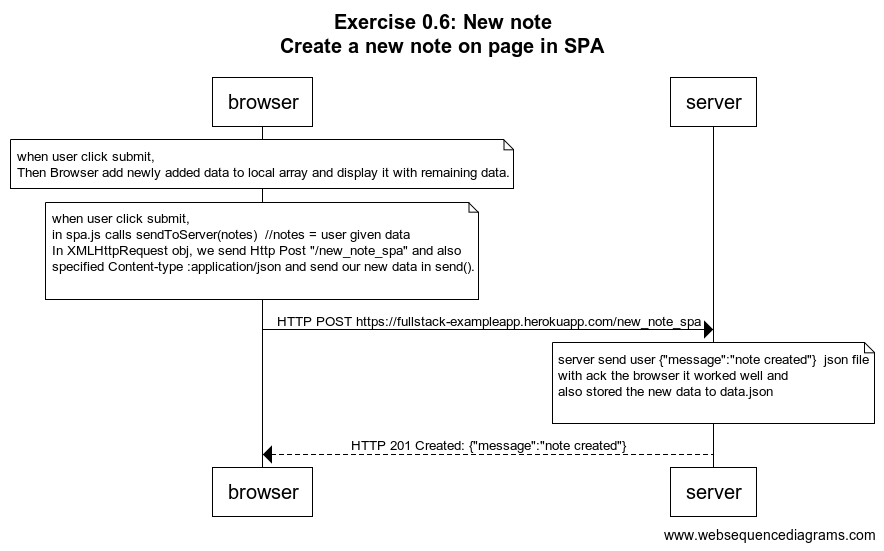 Exercise 0.6: New note
Create a new note on page in SPA
browser
server
when user click submit,
Then Browser add newly added data to local array and display it with remaining data.
when user click submit,
in spa.js calls sendToServer(notes)  //notes = user given data
In XMLHttpRequest obj, we send Http Post "/new_note_spa" and also
specified Content-type :application/json and send our new data in send().
HTTP POST https://fullstack-exampleapp.herokuapp.com/new_note_spa
server send user {"message":"note created"}  json file
with ack the browser it worked well and
also stored the new data to data.json
HTTP 201 Created: {"message":"note created"}
browser
server
www.websequencediagrams.com